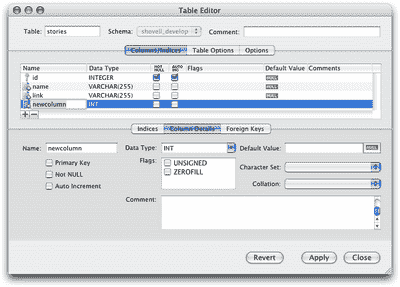 Table Editor
Table: stories Schema: shovell_develop Comment:
Columns/Indices Table Options Options
Name Data Type NOT NULL AUTO INC Flags Default Value Comments
id INTEGER NULL
name VARCHAR(255) NULL
link VARCHAR(255) NULL
newcolumn INT
Indices Column Details Foreign Keys
Name: newcolumn Data Type: INT Default Value: NULL
Primary Key Flags: UNSIGNED Character Set:
Not NULL ZEROFILL
Auto Increment Collation:
Comment:
Revert Apply Close